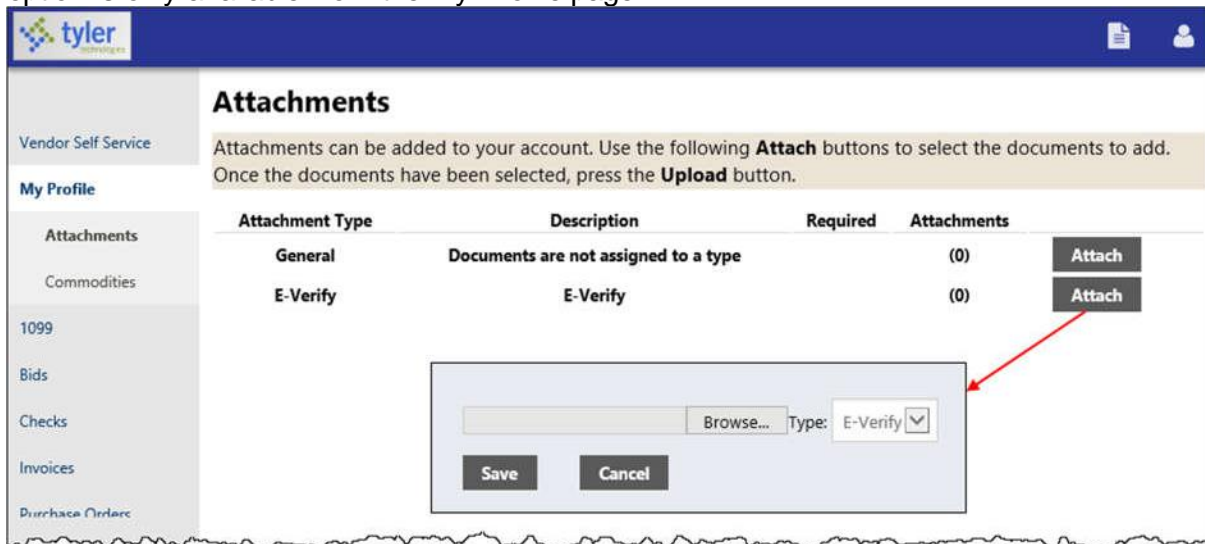 tyler
technologies
Attachments
Vendor Self Service
Attachments can be added to your account. Use the following Attach buttons to select the documents to add.
Once the documents have been selected, press the Upload button.
My Profile
Attachment Type Description Required Attachments
Attachments
General Documents are not assigned to a type (0) Attach
Commodities
E-Verify E-Verify (0) Attach
1099
Bids
Checks
Browse... Type: E-Verify
Invoices
Save Cancel
Purchase Orders